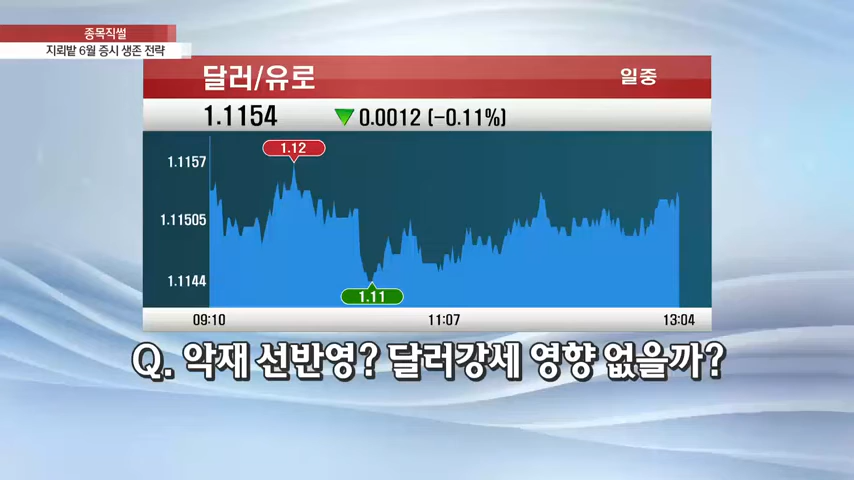 종목직썰
지뢰밭 6월 증시 생존 전략
달러/유로 일중
1.1154 ▼ 0.0012 (-0.11%)
1.12
1.1157
1.11505
1.1144
1.11
09:10 11:07 13:04
Q. 악재 선반영? 달러강세 영향 없을까?